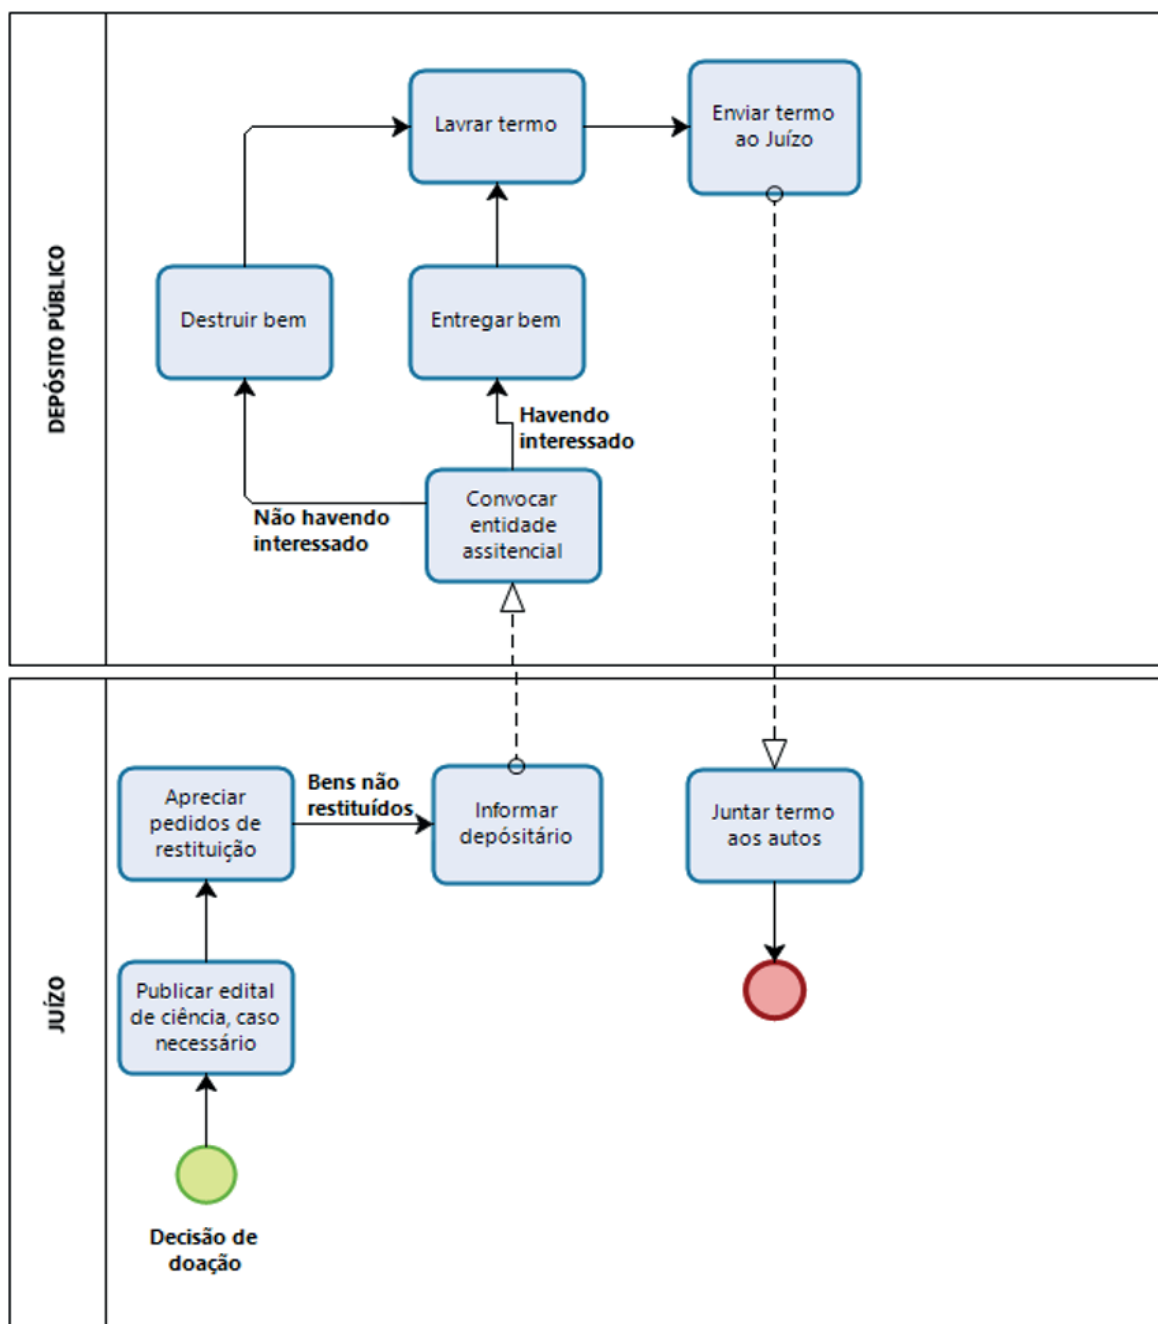 DEPÓSITO PÚBLICO
Lavrar termo
Enviar termo
ao Juízo
Destruir bem
Entregar bem
Havendo
interessado
Não havendo
interessado
Convocar
entidade
assitencial
JUÍZO
Apreciar
pedidos de
restituição
Bens não
restituídos
Informar
depósitário
Juntar termo
aos autos
Publicar edital
de ciência, caso
necessário
Decisão de
doação